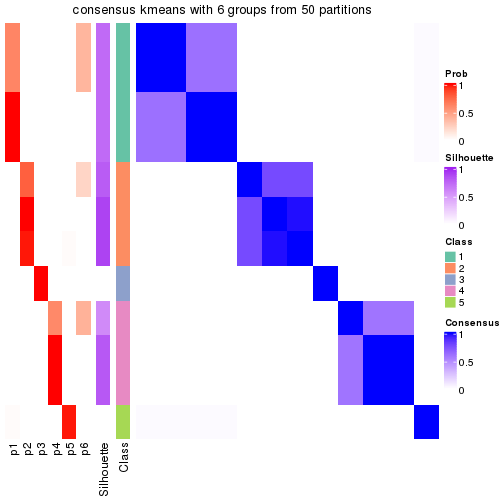 consensus kmeans with 6 groups from 50 partitions
Prob
1
0.5
0
Silhouette
1
0.5
0
Class
1
2
3
4
5
Consensus
1
0.5
0
p1
p2
p3
p4
p5
p6
Silhouette
Class